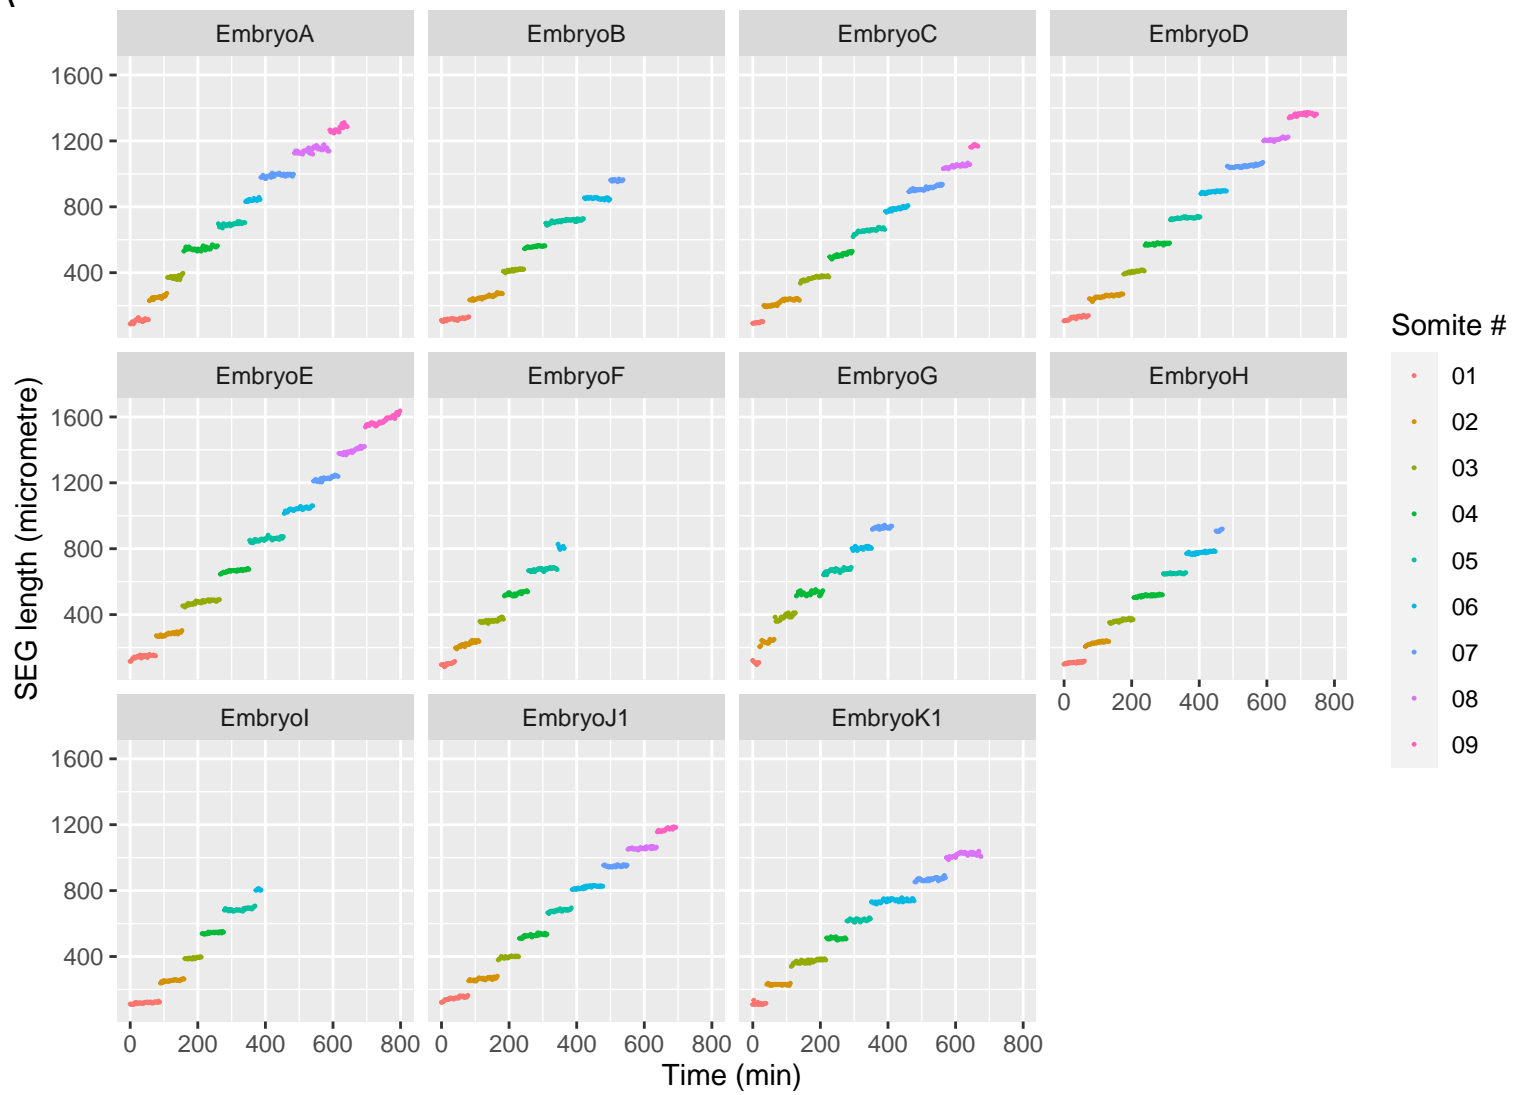 EmbryoA EmbryoB EmbryoC EmbryoD
1600
1200
800
400
EmbryoE EmbryoF EmbryoG EmbryoH
1600
1200
800
400
0 200 400 600 800
EmbryoI EmbryoJ1 EmbryoK1
1600
1200
800
400
0 200 400 600 800 0 200 400 600 800 0 200 400 600 800
Time (min)
SEG length (micrometre)
Somite #
01
02
03
04
05
06
07
08
09